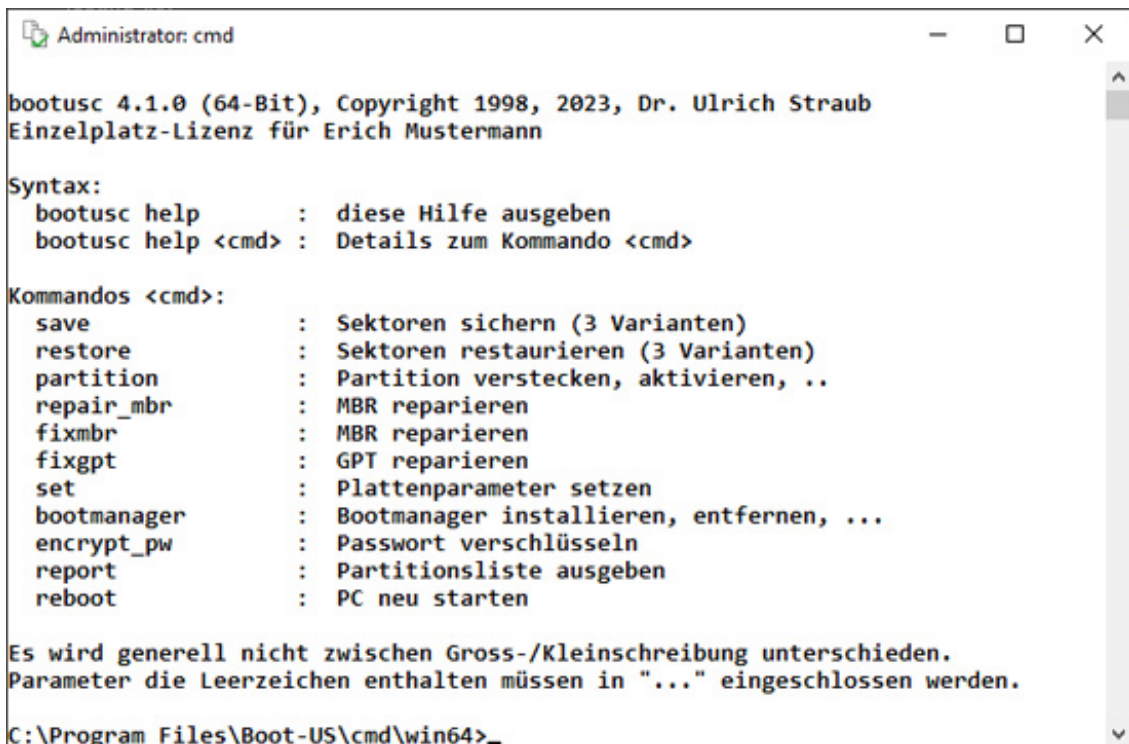 Administrator: cmd
bootusc 4.1.0 (64-Bit), Copyright 1998, 2023, Dr. Ulrich Straub
Einzelplatz-Lizenz für Erich Mustermann
Syntax:
bootusc help : diese Hilfe ausgeben
bootusc help <cmd> : Details zum Kommando <cmd>
Kommandos <cmd>:
save : Sektoren sichern (3 Varianten)
restore : Sektoren restaurieren (3 Varianten)
partition : Partition verstecken, aktivieren, ..
repair_mbr : MBR reparieren
fixmbr : MBR reparieren
fixgpt : GPT reparieren
set : Plattenparameter setzen
bootmanager : Bootmanager installieren, entfernen, ...
encrypt_pw : Passwort verschlüsseln
report : Partitionsliste ausgeben
reboot : PC neu starten
Es wird generell nicht zwischen Gross-/Kleinschreibung unterschieden.
Parameter die Leerzeichen enthalten müssen in "..." eingeschlossen werden.
C:\Program Files\Boot-US\cmd\win64>_